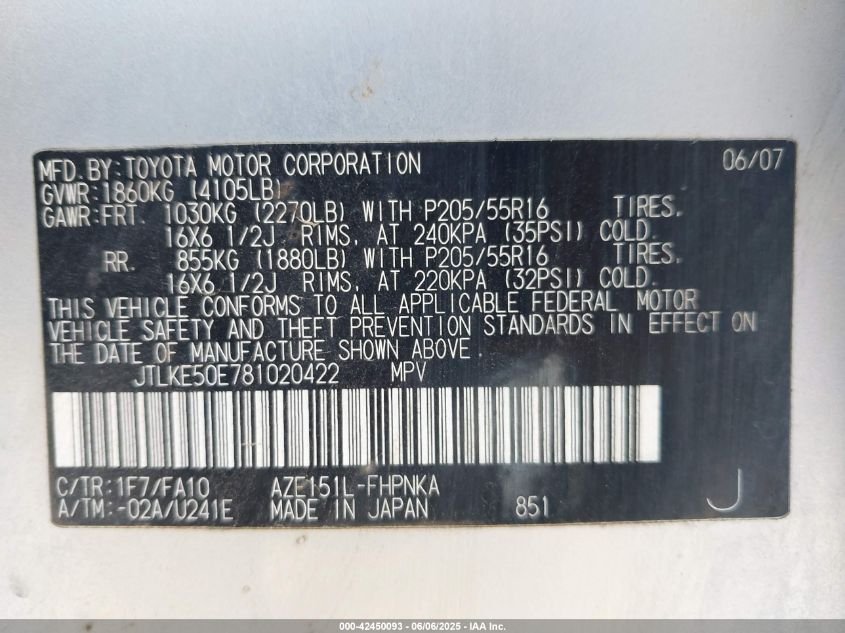 MFD.BY:TOYOTA MOTOR CORPORATION 06/07
GVWR:1860KG (4105LB)
GAWR:FRT. 1030KG (2270LB) WITH P205/55R16 TIRES.
16X6 1/2J RIMS, AT 240KPA (35PSI) COLD.
RR. 855KG (1880LB) WITH P205/55R16 TIRES,
16X6 1/2J RIMS, AT 220KPA (32PSI) COLD.
THIS VEHICLE CONFORMS TO ALL APPLICABLE FEDERAL MOTOR
VEHICLE SAFETY AND THEFT PREVENTION STANDARDS IN EFFECT ON
THE DATE OF MANUFACTURE SHOWN ABOVE.
JTLKE50E781020422 MPV
C/TR:1F7/FA10 AZE151L-FHPNKA
A/TM:-02A/U241E MADE IN JAPAN 851 J
000-42450093 - 06/06/2025 - IAA Inc.